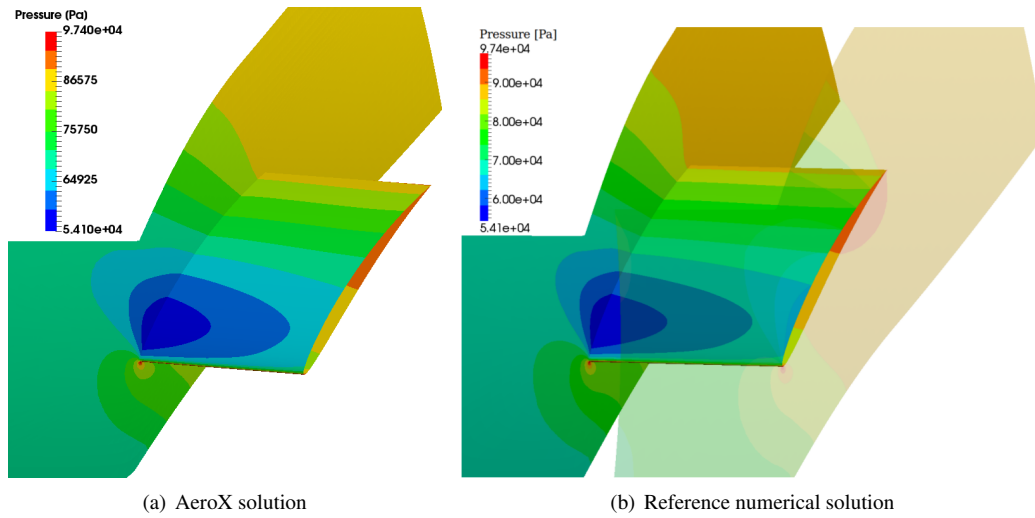 Pressure (Pa)
9.740e+04
86575
75750
64925
5.410e+04
Pressure [Pa]
9.74e+04
9.00e+04
8.00e+04
7.00e+04
6.00e+04
5.41e+04
(a) AeroX solution
(b) Reference numerical solution